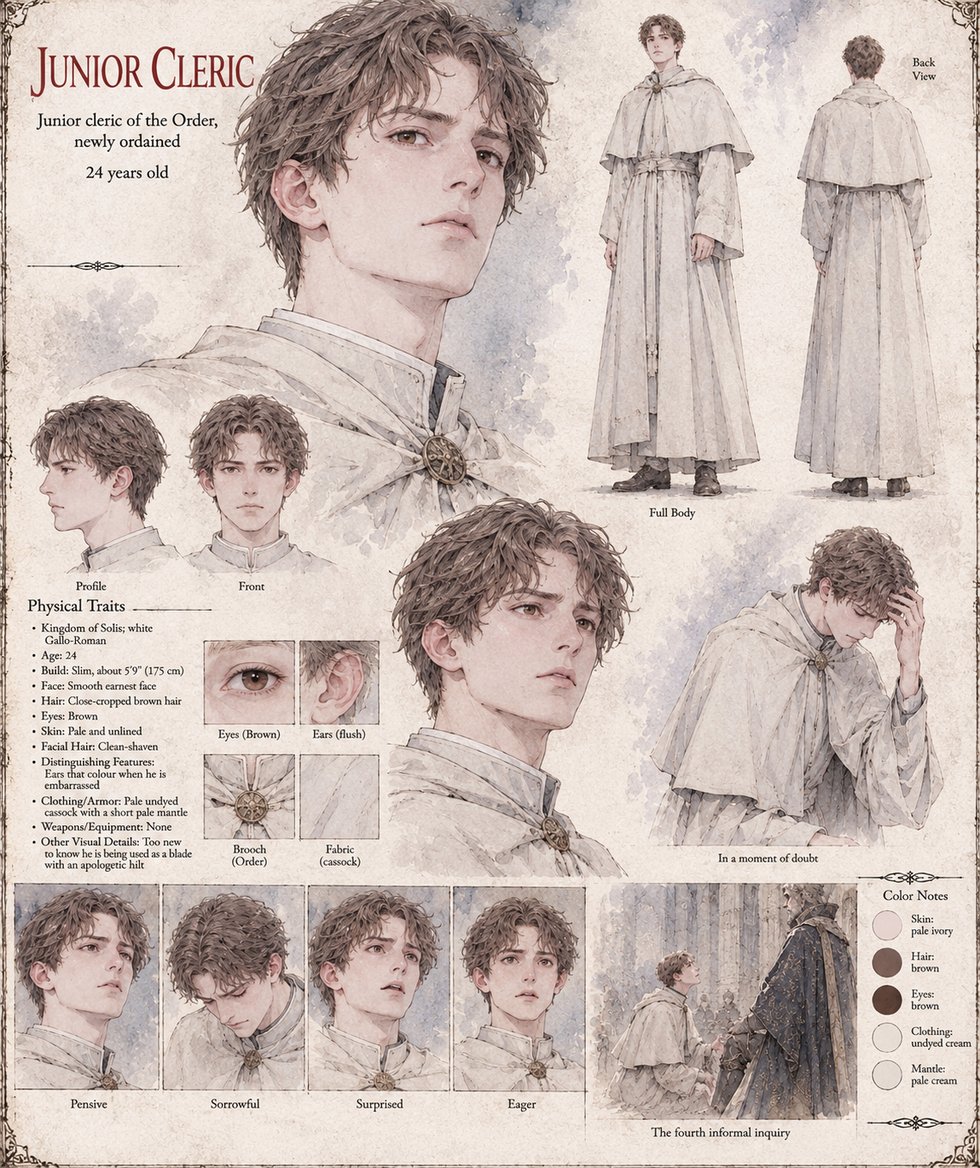 JUNIOR CLERIC
Junior cleric of the Order,
newly ordained
24 years old
Back
View
Full Body
Profile
Front
Physical Traits
• Kingdom of Solis; white
Gallo-Roman
• Age: 24
• Build: Slim, about 5'9" (175 cm)
• Face: Smooth earnest face
• Hair: Close-cropped brown hair
• Eyes: Brown
• Skin: Pale and unlined
• Facial Hair: Clean-shaven
• Distinguishing Features:
Ears that colour when he is
embarrassed
• Clothing/Armor: Pale undyed
cassock with a short pale mantle
• Weapons/Equipment: None
• Other Visual Details: Too new
to know he is being used as a blade
with an apologetic hilt
Eyes (Brown)
Ears (flush)
Brooch
(Order)
Fabric
(cassock)
In a moment of doubt
Pensive
Sorrowful
Surprised
Eager
The fourth informal inquiry
Color Notes
Skin:
pale ivory
Hair:
brown
Eyes:
brown
Clothing:
undyed cream
Mantle:
pale cream